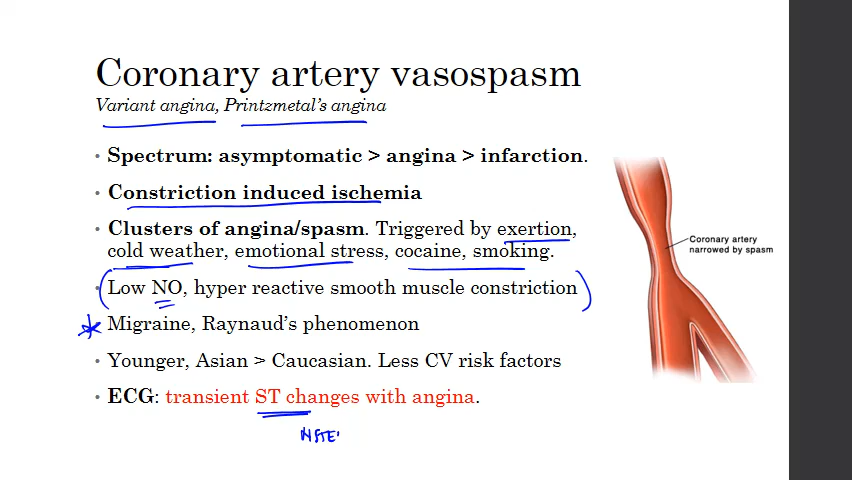 Coronary artery vasospasm
Variant angina, Printzmetal's angina
• Spectrum: asymptomatic > angina > infarction.
• Constriction induced ischemia
• Clusters of angina/spasm. Triggered by exertion,
cold weather, emotional stress, cocaine, smoking.
• Low NO, hyper reactive smooth muscle constriction
• Migraine, Raynaud's phenomenon
• Younger, Asian > Caucasian. Less CV risk factors
• ECG: transient ST changes with angina.
NSTE
Coronary artery
narrowed by spasm